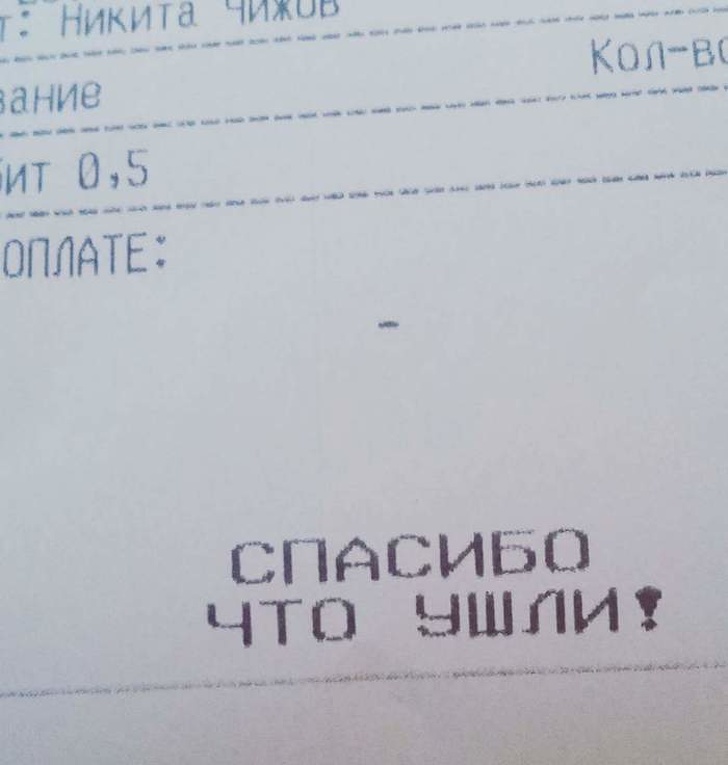 т: Никита Чижов
вание
Кол-во
бит 0,5
ОПЛАТЕ:
-
СПАСИБО
ЧТО УШЛИ!